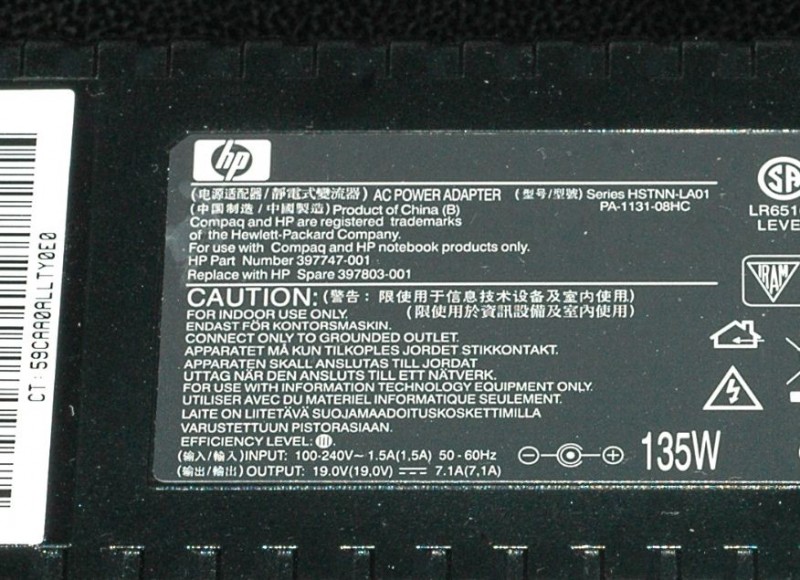 hp
(电源适配器/靜電式變流器) AC POWER ADAPTER (型号/型號) Series HSTNN-LA01
(中国制造/中國製造) Product of China (B) PA-1131-08HC
Compaq and HP are registered trademarks
of the Hewlett-Packard Company.
For use with Compaq and HP notebook products only.
HP Part Number 397747-001
Replace with HP Spare 397803-001
CAUTION: (警告: 限使用于信息技术设备及室内使用.)
FOR INDOOR USE ONLY. (限使用於資訊設備及室內使用)
ENDAST FÖR KONTORSMASKIN.
CONNECT ONLY TO GROUNDED OUTLET.
APPARATET MÅ KUN TILKOPLES JORDET STIKKONTAKT.
APPARATEN SKALL ANSLUTAS TILL JORDAT
UTTAG NÄR DEN ANSLUTS TILL ETT NÄTVERK.
FOR USE WITH INFORMATION TECHNOLOGY EQUIPMENT ONLY.
UTILISER AVEC DU MATERIEL INFORMATIQUE SEULEMENT.
LAITE ON LIITETÄVÄ SUOJAMAADOITUSKOSKETTIMILLA
VARUSTETTUUN PISTORASIAAN.
EFFICIENCY LEVEL: III.
(输入/輸入) INPUT: 100-240V~ 1.5A(1,5A) 50-60Hz
(输出/輸出) OUTPUT: 19.0V(19,0V) ⎓ 7.1A(7,1A)
135W
SA
LR651
LEVE
IRAM
CT: 59CAA0ALLTY0E0